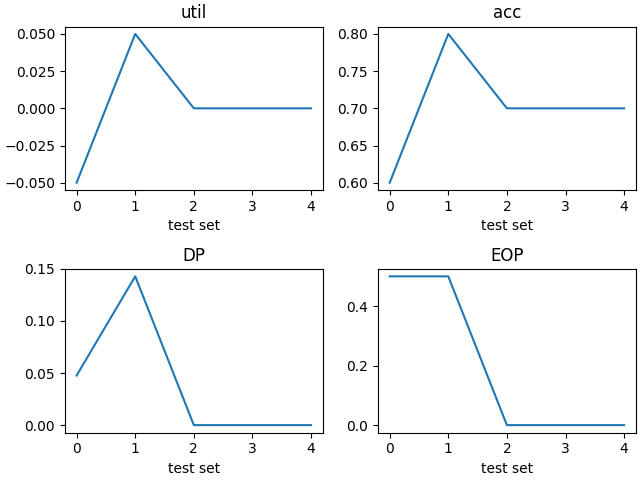 util
0.050
0.025
0.000
−0.025
−0.050
0 1 2 3 4
test set
acc
0.80
0.75
0.70
0.65
0.60
0 1 2 3 4
test set
DP
0.15
0.10
0.05
0.00
0 1 2 3 4
test set
EOP
0.4
0.2
0.0
0 1 2 3 4
test set